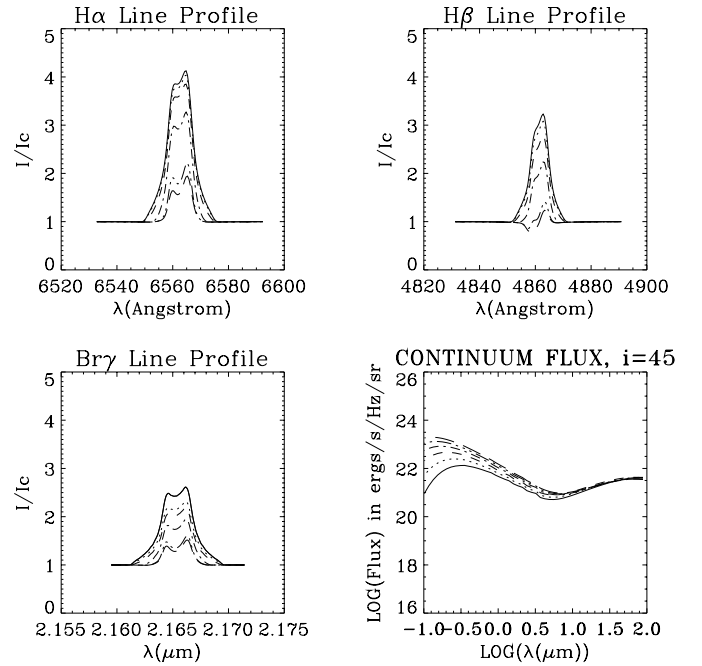 Hα Line Profile
I/Ic
5
4
3
2
1
0
6520 6540 6560 6580 6600
λ(Angstrom)
Hβ Line Profile
I/Ic
5
4
3
2
1
0
4820 4840 4860 4880 4900
λ(Angstrom)
Brγ Line Profile
I/Ic
5
4
3
2
1
0
2.155 2.160 2.165 2.170 2.175
λ(μm)
CONTINUUM FLUX, i=45
LOG(Flux) in ergs/s/Hz/sr
26
24
22
20
18
16
-1.0 -0.5 0.0 0.5 1.0 1.5 2.0
LOG(λ(μm))